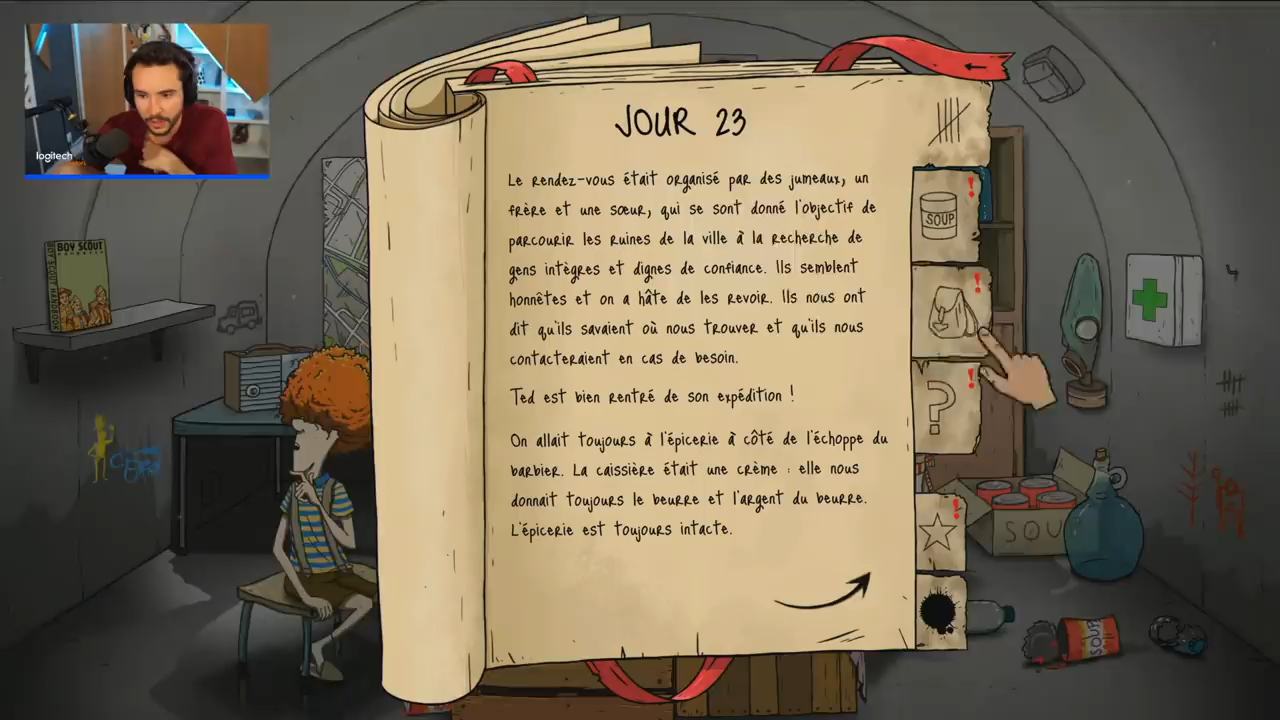 logitech
JOUR 23
Le rendez-vous était organisé par des jumeaux, un
frère et une sœur, qui se sont donné l'objectif de
parcourir les ruines de la ville à la recherche de
gens intègres et dignes de confiance. Ils semblent
honnêtes et on a hâte de les revoir. Ils nous ont
dit qu'ils savaient où nous trouver et qu'ils nous
contacteraient en cas de besoin.
Ted est bien rentré de son expédition !
On allait toujours à l'épicerie à côté de l'échoppe du
barbier. La caissière était une crème : elle nous
donnait toujours le beurre et l'argent du beurre.
L'épicerie est toujours intacte.
!
SOUP
!
!
?
!
BOY SCOUT
BOY SCOUT HANDBOOK
SOU
SOUP